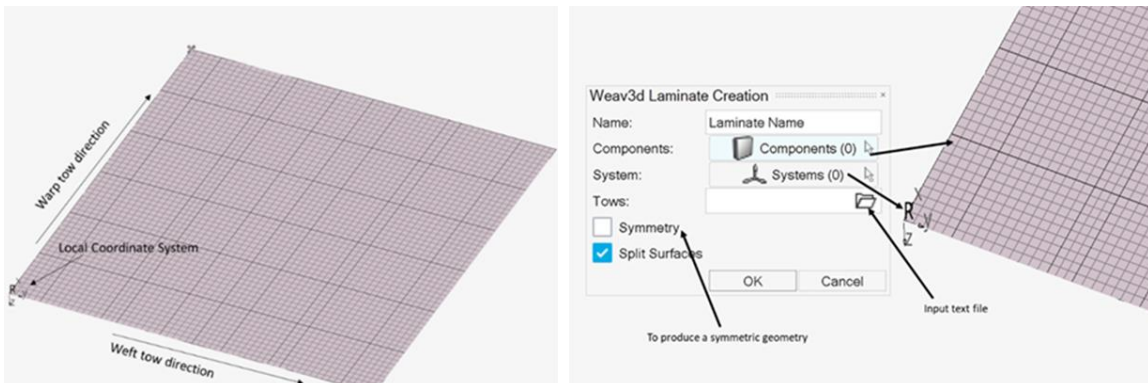 Warp tow direction
Local Coordinate System
R
z
Weft tow direction
Weav3d Laminate Creation
Name: Laminate Name
Components: Components (0)
System: Systems (0)
Tows:
Symmetry
Split Surfaces
OK Cancel
X
R y
z
Input text file
To produce a symmetric geometry